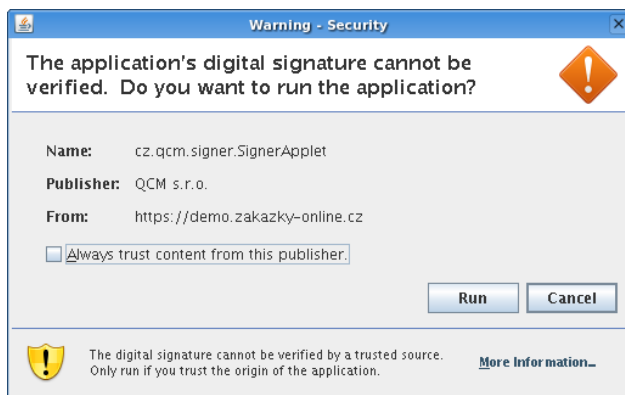 Warning - Security
The application's digital signature cannot be
verified. Do you want to run the application?
Name: cz.qcm.signer.SignerApplet
Publisher: QCM s.r.o.
From: https://demo.zakazky-online.cz
Always trust content from this publisher.
Run Cancel
The digital signature cannot be verified by a trusted source.
Only run if you trust the origin of the application.
More Information...